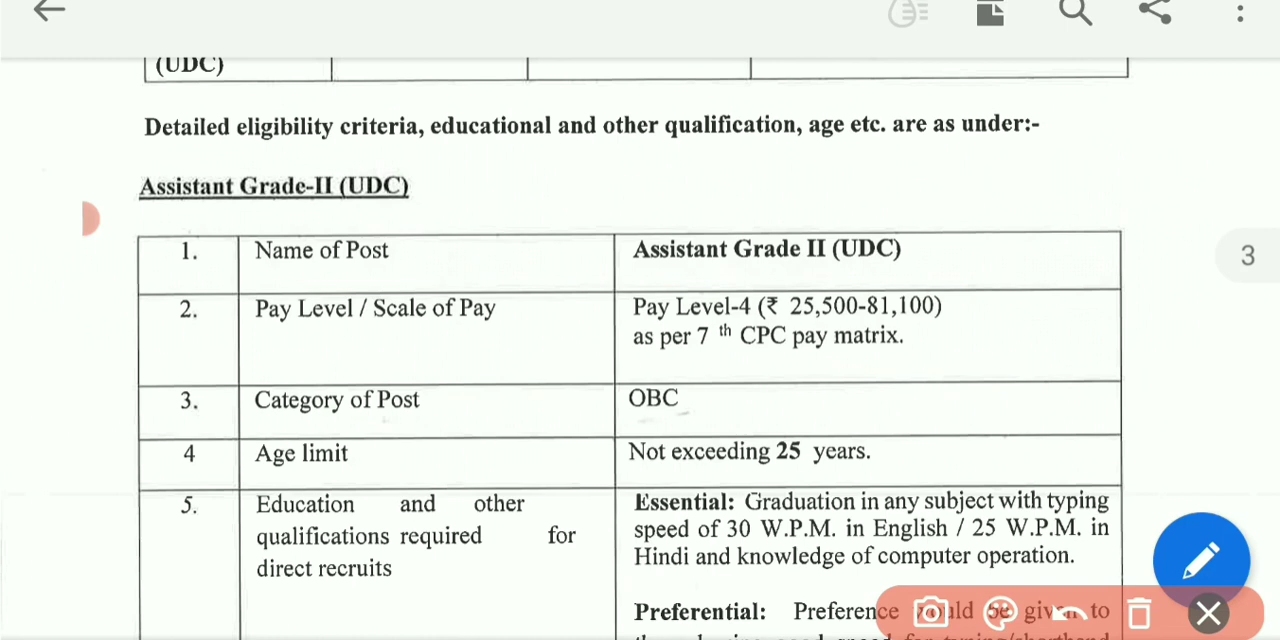 (UDC)
Detailed eligibility criteria, educational and other qualification, age etc. are as under:-
Assistant Grade-II (UDC)
1. Name of Post Assistant Grade II (UDC)
3
2. Pay Level / Scale of Pay Pay Level-4 (₹ 25,500-81,100)
as per 7 th CPC pay matrix.
3. Category of Post OBC
4 Age limit Not exceeding 25 years.
5. Education and other
qualifications required for
direct recruits
Essential: Graduation in any subject with typing
speed of 30 W.P.M. in English / 25 W.P.M. in
Hindi and knowledge of computer operation.
Preferential: Preference would be given to